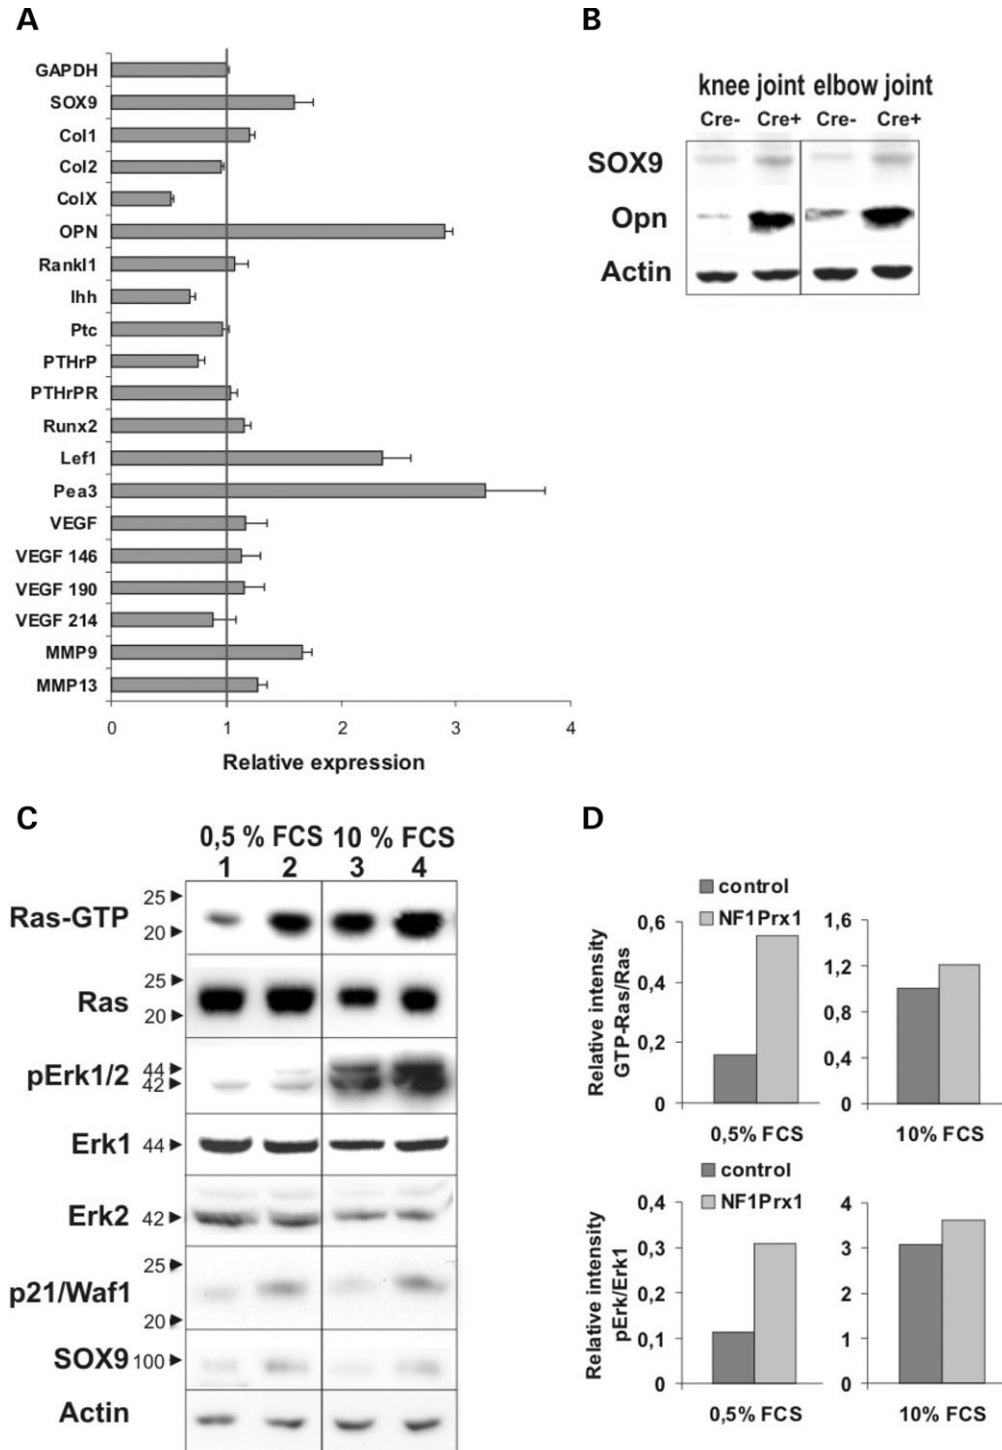 A
GAPDH
SOX9
Col1
Col2
ColX
OPN
Rankl1
Ihh
Ptc
PTHrP
PTHrPR
Runx2
Lef1
Pea3
VEGF
VEGF 146
VEGF 190
VEGF 214
MMP9
MMP13
0 1 2 3 4
Relative expression
B
knee joint elbow joint
Cre- Cre+ Cre- Cre+
SOX9
Opn
Actin
C
0,5 % FCS 10 % FCS
1 2 3 4
Ras-GTP 25 20
Ras 25 20
pErk1/2 44 42
Erk1 44
Erk2 42
p21/Waf1 25 20
SOX9 100
Actin
D
control
NF1Prx1
Relative intensity
GTP-Ras/Ras
0,6
0,4
0,2
0
0,5% FCS
1,6
1,2
0,8
0,4
0
10% FCS
control
NF1Prx1
Relative intensity
pErk/Erk1
0,4
0,3
0,2
0,1
0
0,5% FCS
4
3
2
1
0
10% FCS